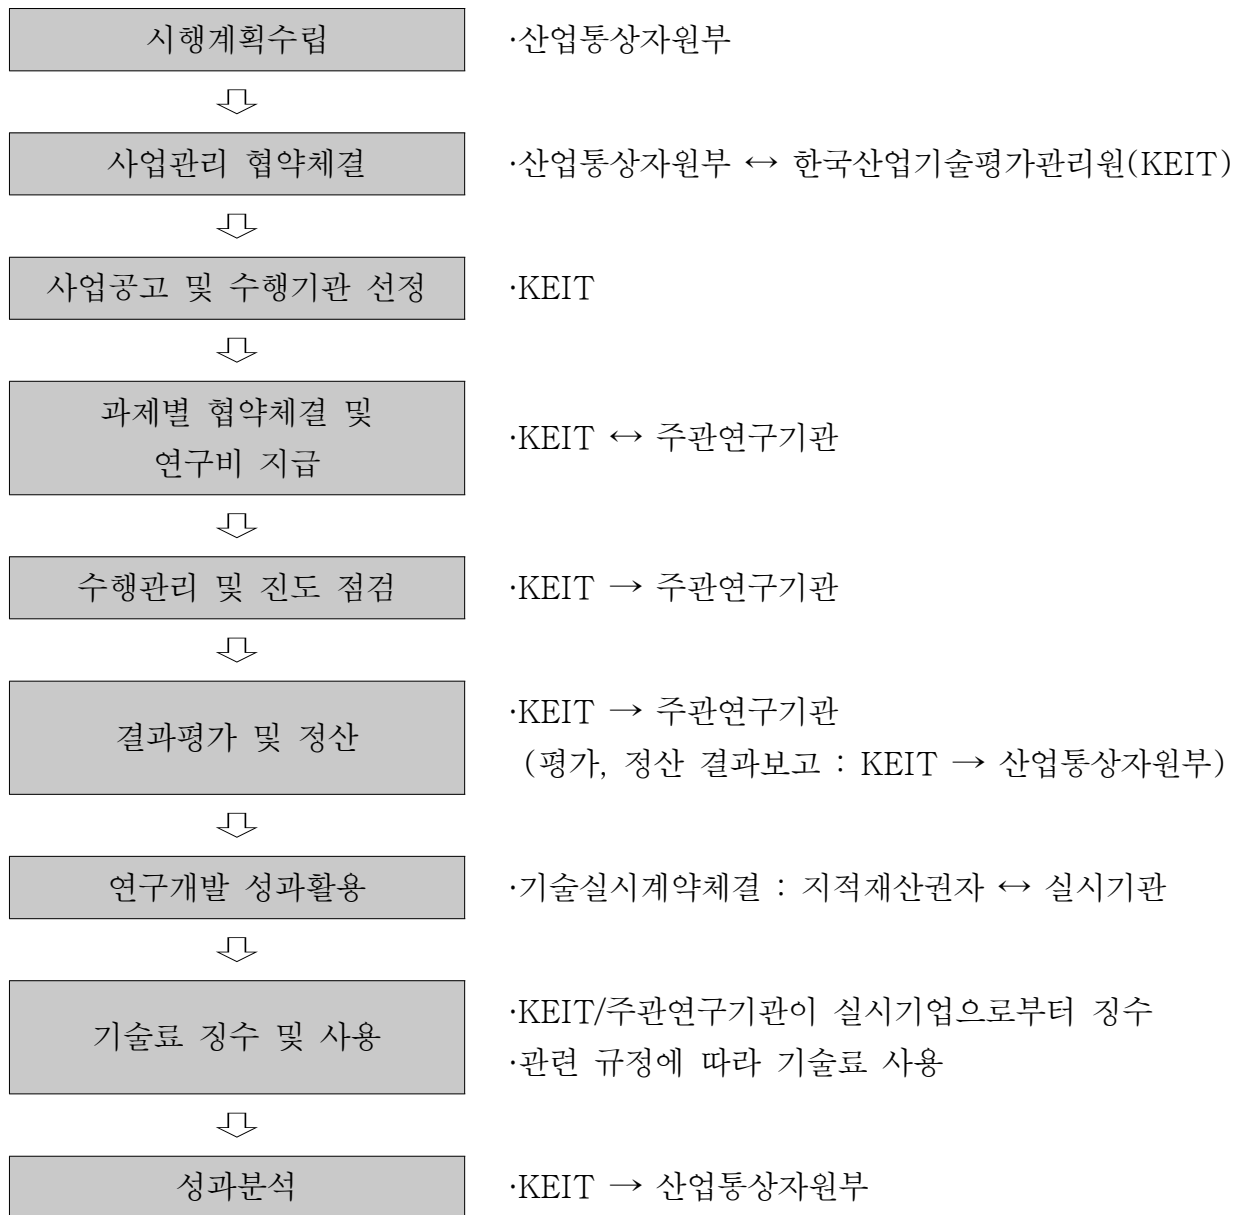 시행계획수립 ·산업통상자원부
사업관리 협약체결 ·산업통상자원부 ↔ 한국산업기술평가관리원(KEIT)
사업공고 및 수행기관 선정 ·KEIT
과제별 협약체결 및
연구비 지급
·KEIT ↔ 주관연구기관
수행관리 및 진도 점검 ·KEIT → 주관연구기관
결과평가 및 정산
·KEIT → 주관연구기관
(평가, 정산 결과보고 : KEIT → 산업통상자원부)
연구개발 성과활용 ·기술실시계약체결 : 지적재산권자 ↔ 실시기관
기술료 징수 및 사용
·KEIT/주관연구기관이 실시기업으로부터 징수
·관련 규정에 따라 기술료 사용
성과분석 ·KEIT → 산업통상자원부